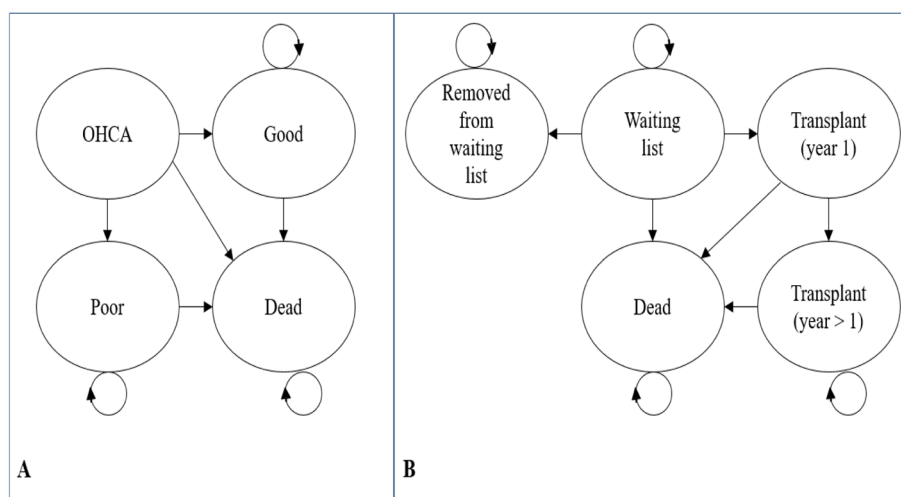 OHCA
Good
Poor
Dead
A
Removed
from
waiting
list
Waiting
list
Transplant
(year 1)
Dead
Transplant
(year > 1)
B